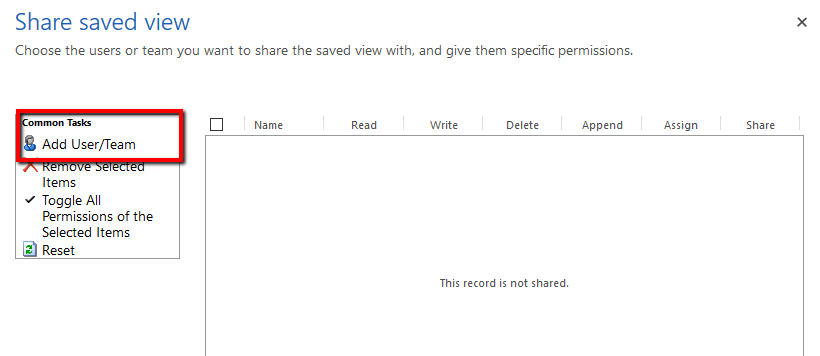 Share saved view
Choose the users or team you want to share the saved view with, and give them specific permissions.
Common Tasks
Add User/Team
Remove Selected
Items
Toggle All
Permissions of the
Selected Items
Reset
Name Read Write Delete Append Assign Share
This record is not shared.